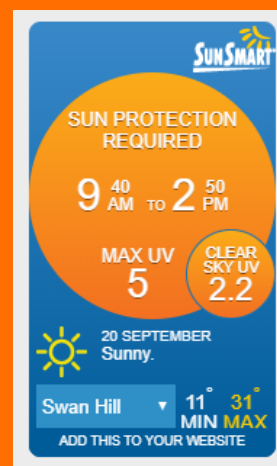 SUNSMART
SUN PROTECTION
REQUIRED
9 40 AM TO 2 50 PM
MAX UV
5
CLEAR
SKY UV
2.2
20 SEPTEMBER
Sunny.
Swan Hill
11° 31°
MIN MAX
ADD THIS TO YOUR WEBSITE